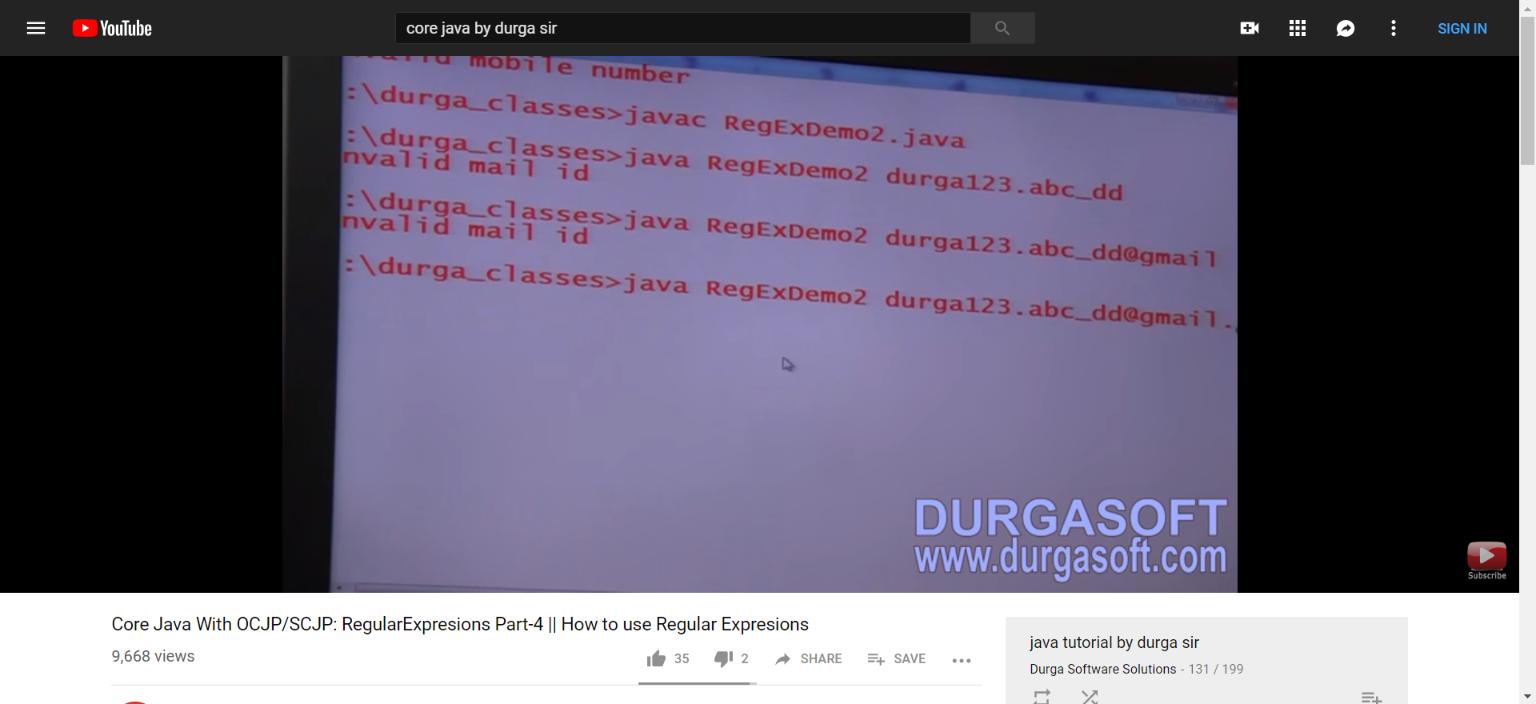 YouTube
core java by durga sir
SIGN IN
mobile number
:\durga_classes>javac RegExDemo2.java
:\durga_classes>java RegExDemo2 durga123.abc_dd
nvalid mail id
:\durga_classes>java RegExDemo2 durga123.abc_dd@gmail
nvalid mail id
:\durga_classes>java RegExDemo2 durga123.abc_dd@gmail.
DURGASOFT
www.durgasoft.com
Subscribe
Core Java With OCJP/SCJP: RegularExpresions Part-4 || How to use Regular Expresions
9,668 views
35
2
SHARE
SAVE
java tutorial by durga sir
Durga Software Solutions - 131 / 199